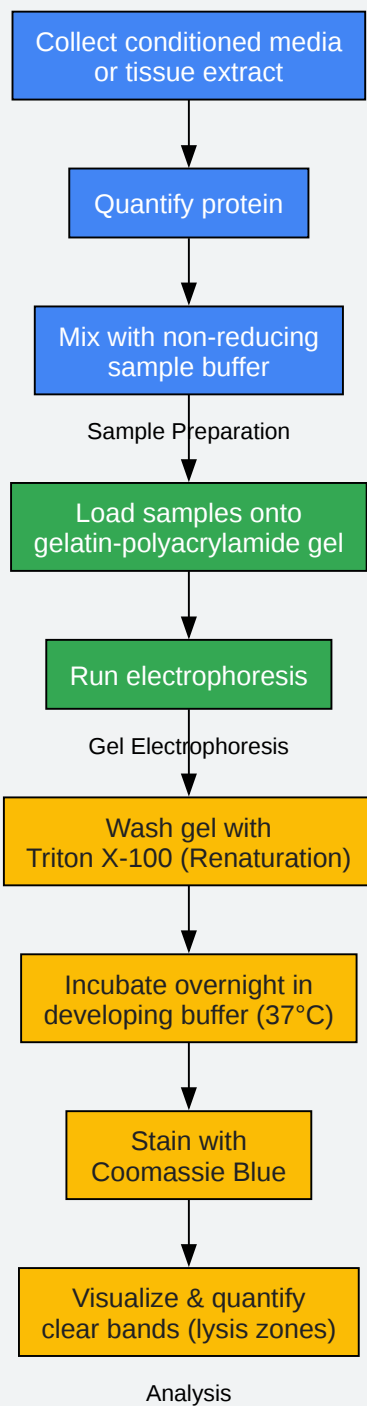 Collect conditioned media
or tissue extract
Quantify protein
Mix with non-reducing
sample buffer
Sample Preparation
Load samples onto
gelatin-polyacrylamide gel
Run electrophoresis
Gel Electrophoresis
Wash gel with
Triton X-100 (Renaturation)
Incubate overnight in
developing buffer (37°C)
Stain with
Coomassie Blue
Visualize & quantify
clear bands (lysis zones)
Analysis